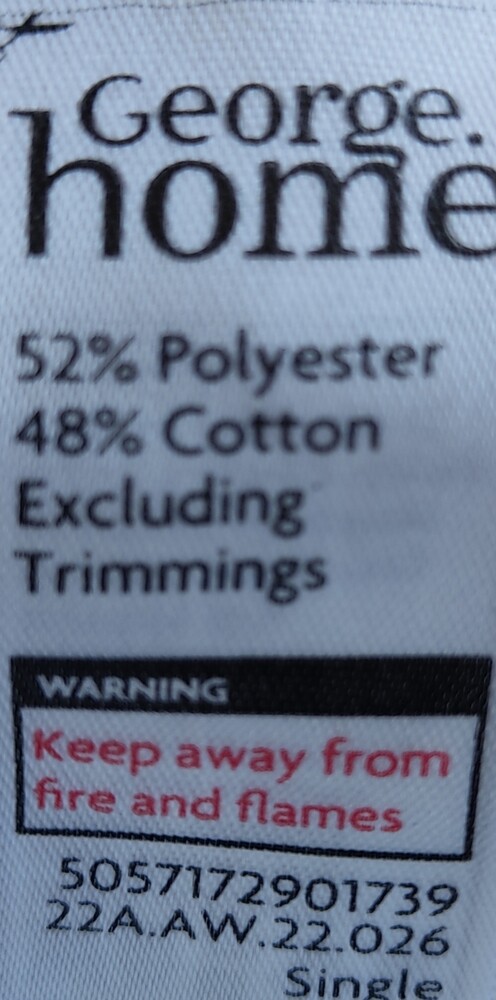 George.
home
52% Polyester
48% Cotton
Excluding
Trimmings
WARNING
Keep away from
fire and flames
5057172901739
22A.AW.22.026
Single